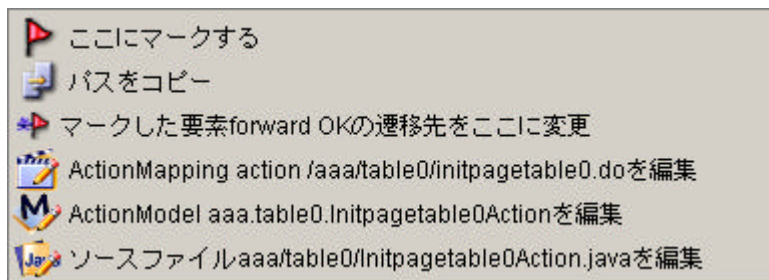 ここにマークする
パスをコピー
マークした要素forward OKの遷移先をここに変更
ActionMapping action /aaa/table0/initpagetable0.doを編集
ActionModel aaa.table0.Initpagetable0Actionを編集
ソースファイルaaa/table0/Initpagetable0Action.javaを編集